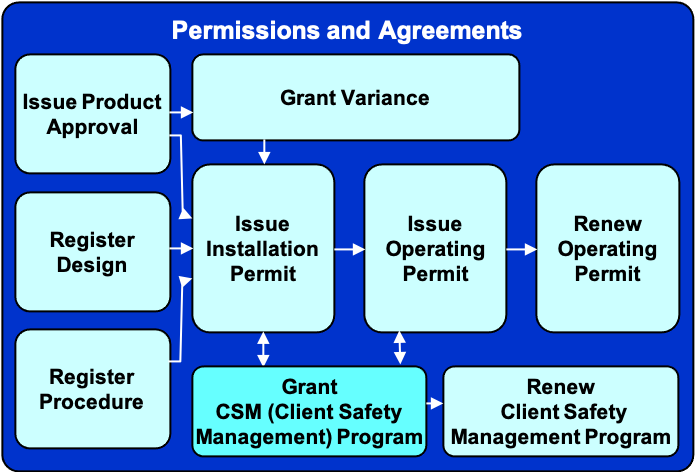 Permissions and Agreements
Issue Product
Approval
Grant Variance
Register
Design
Issue
Installation
Permit
Issue
Operating
Permit
Renew
Operating
Permit
Register
Procedure
Grant
CSM (Client Safety
Management) Program
Renew
Client Safety
Management Program